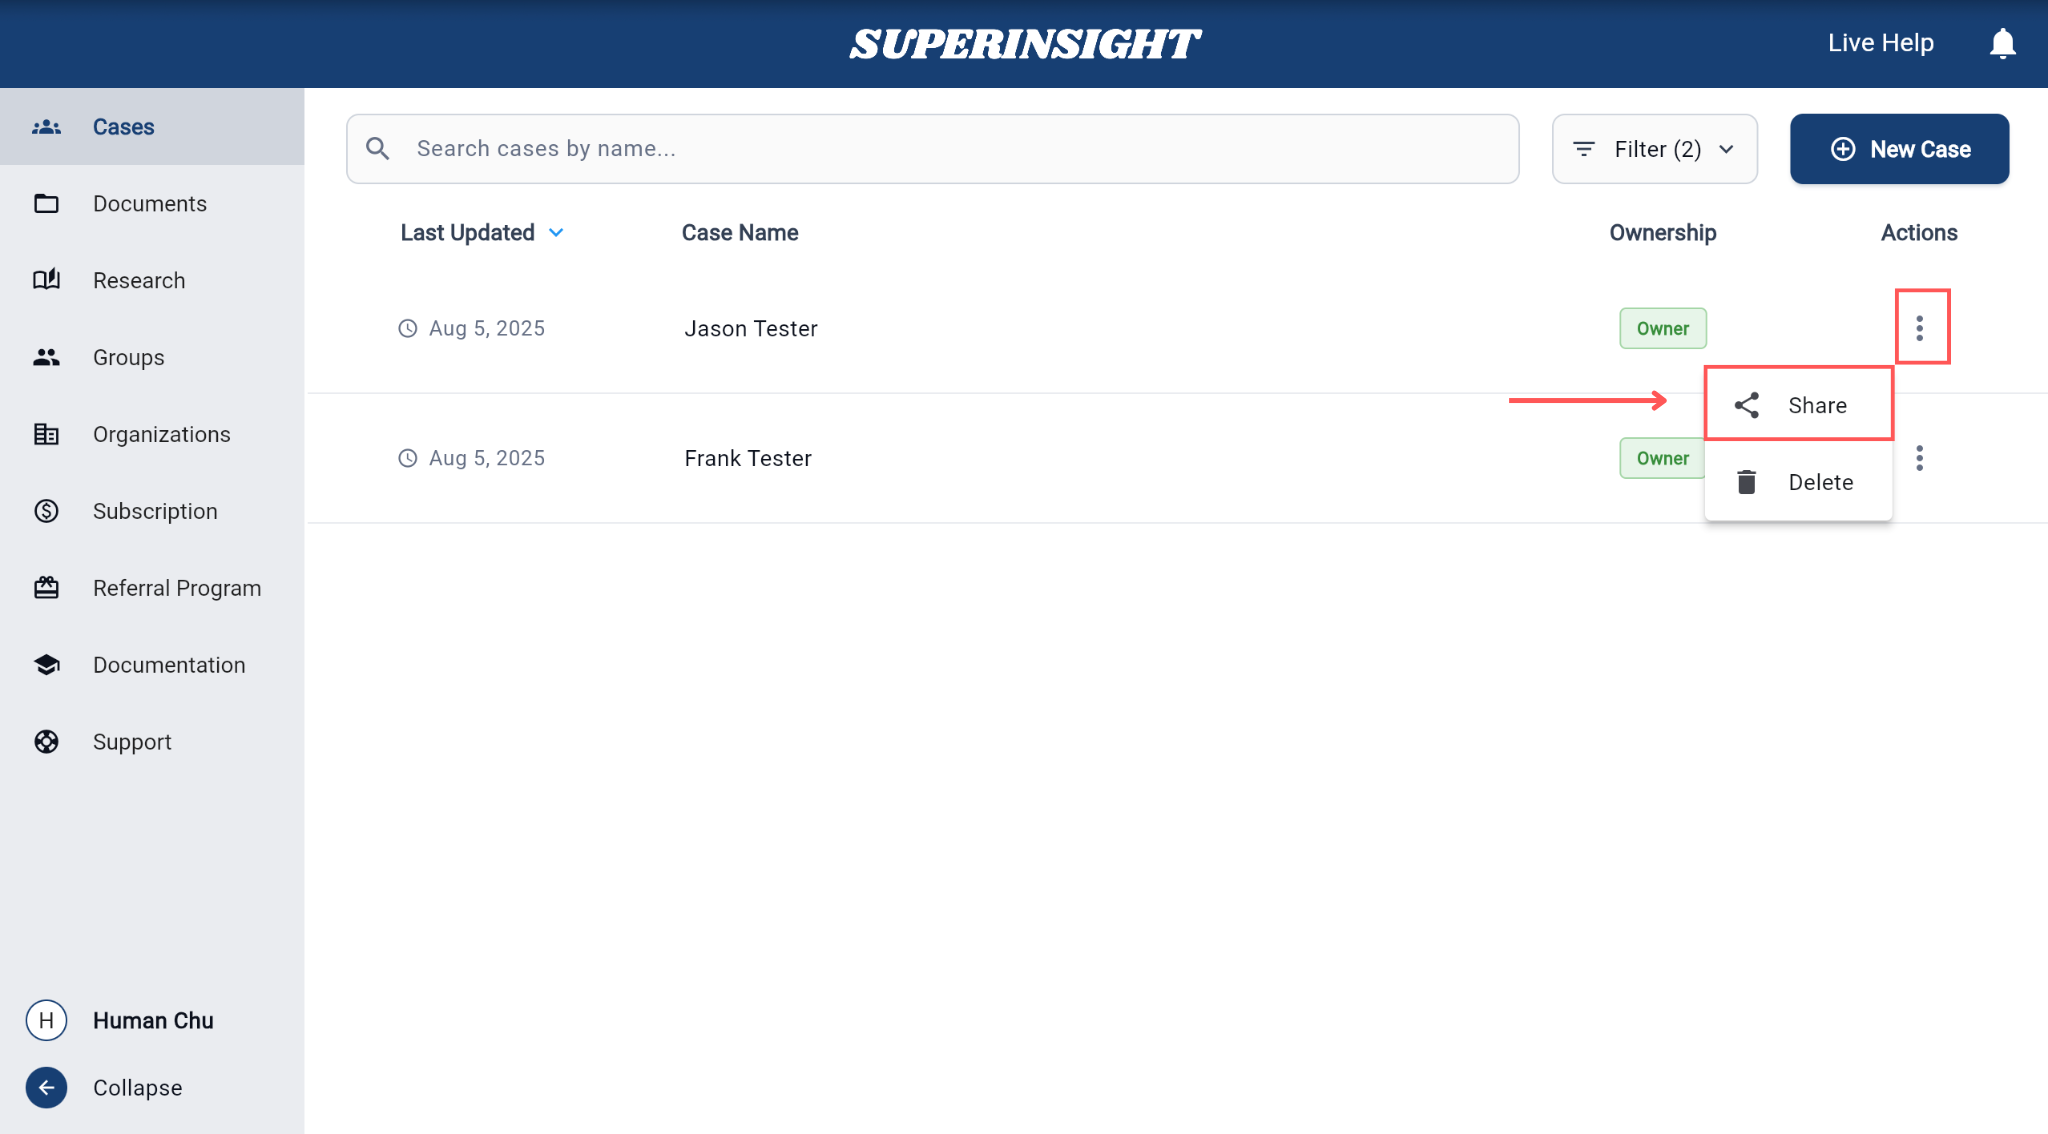 SUPERINSIGHT
Live Help
Cases
Documents
Research
Groups
Organizations
Subscription
Referral Program
Documentation
Support
H
Human Chu
Collapse
Search cases by name...
Filter (2)
New Case
Last Updated
Case Name
Ownership
Actions
Aug 5, 2025
Jason Tester
Owner
Share
Aug 5, 2025
Frank Tester
Owner
Delete